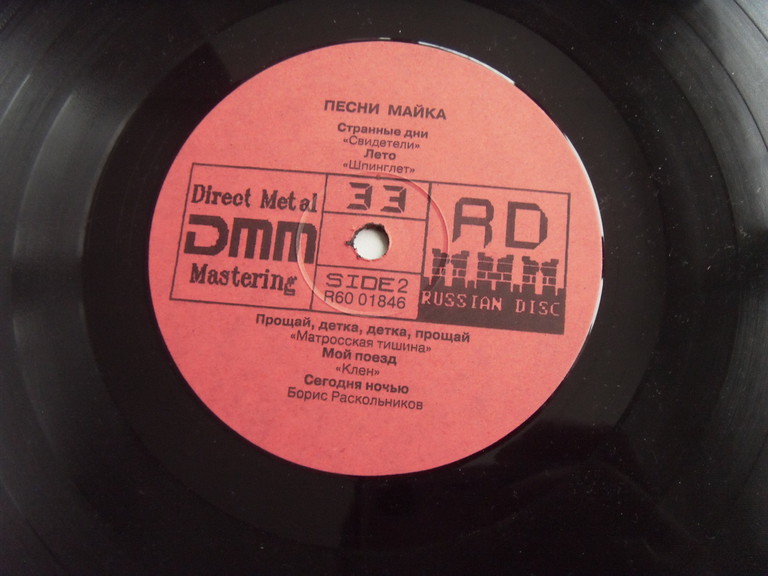 ПЕСНИ МАЙКА
Странные дни
«Свидетели»
Лето
«Шпинглет»
Direct Metal
DMM
Mastering
33
SIDE 2
R60 01846
RD
RUSSIAN DISC
Прощай, детка, детка, прощай
«Матросская тишина»
Мой поезд
«Клен»
Сегодня ночью
Борис Раскольников